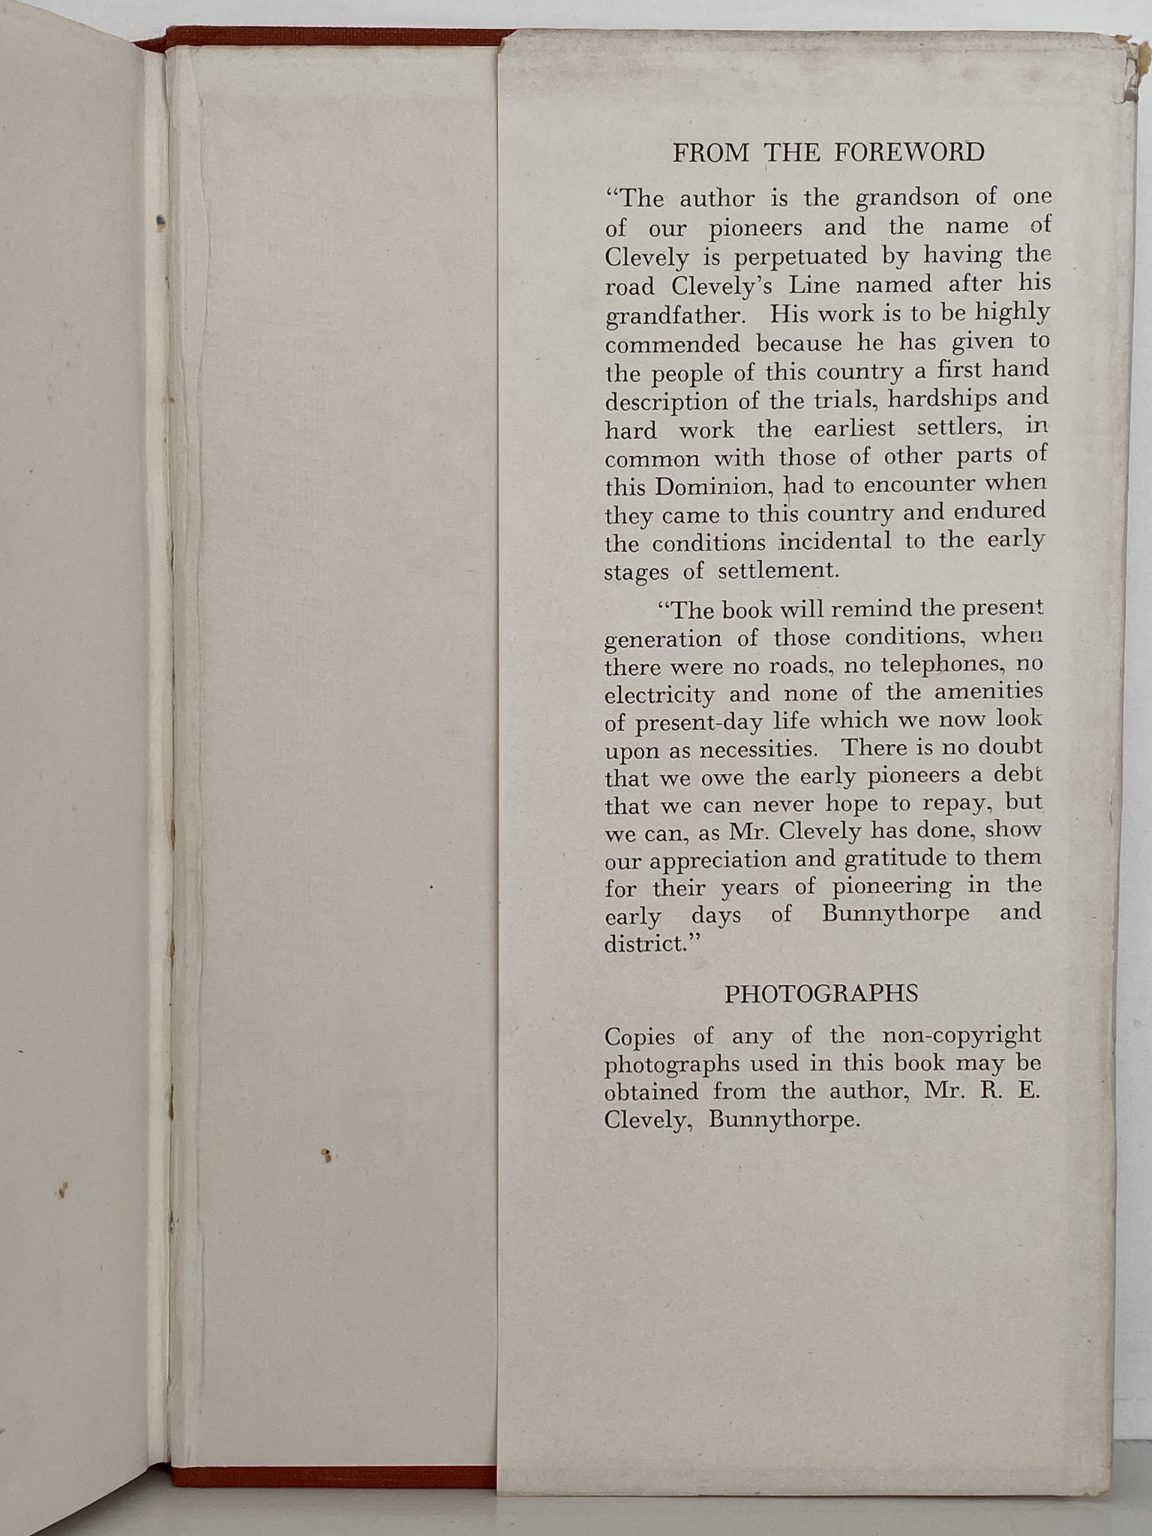 FROM THE FOREWORD
“The author is the grandson of one
of our pioneers and the name of
Clevely is perpetuated by having the
road Clevely’s Line named after his
grandfather. His work is to be highly
commended because he has given to
the people of this country a first hand
description of the trials, hardships and
hard work the earliest settlers, in
common with those of other parts of
this Dominion, had to encounter when
they came to this country and endured
the conditions incidental to the early
stages of settlement.
“The book will remind the present
generation of those conditions, when
there were no roads, no telephones, no
electricity and none of the amenities
of present-day life which we now look
upon as necessities. There is no doubt
that we owe the early pioneers a debt
that we can never hope to repay, but
we can, as Mr. Clevely has done, show
our appreciation and gratitude to them
for their years of pioneering in the
early days of Bunnythorpe and
district.”
PHOTOGRAPHS
Copies of any of the non-copyright
photographs used in this book may be
obtained from the author, Mr. R. E.
Clevely, Bunnythorpe.